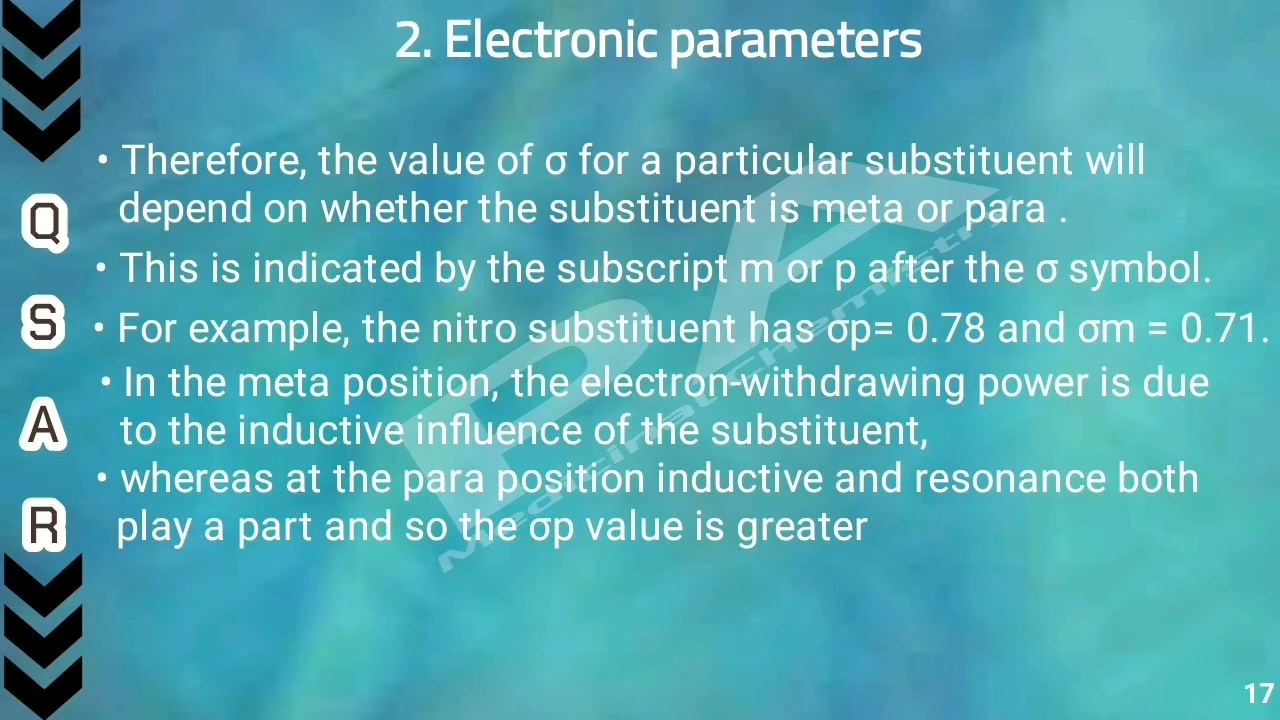 2. Electronic parameters
• Therefore, the value of σ for a particular substituent will
depend on whether the substituent is meta or para .
• This is indicated by the subscript m or p after the σ symbol.
• For example, the nitro substituent has σp= 0.78 and σm = 0.71.
• In the meta position, the electron-withdrawing power is due
to the inductive influence of the substituent,
• whereas at the para position inductive and resonance both
play a part and so the σp value is greater
Q
S
A
R
PA
Medicinal chemistry
17